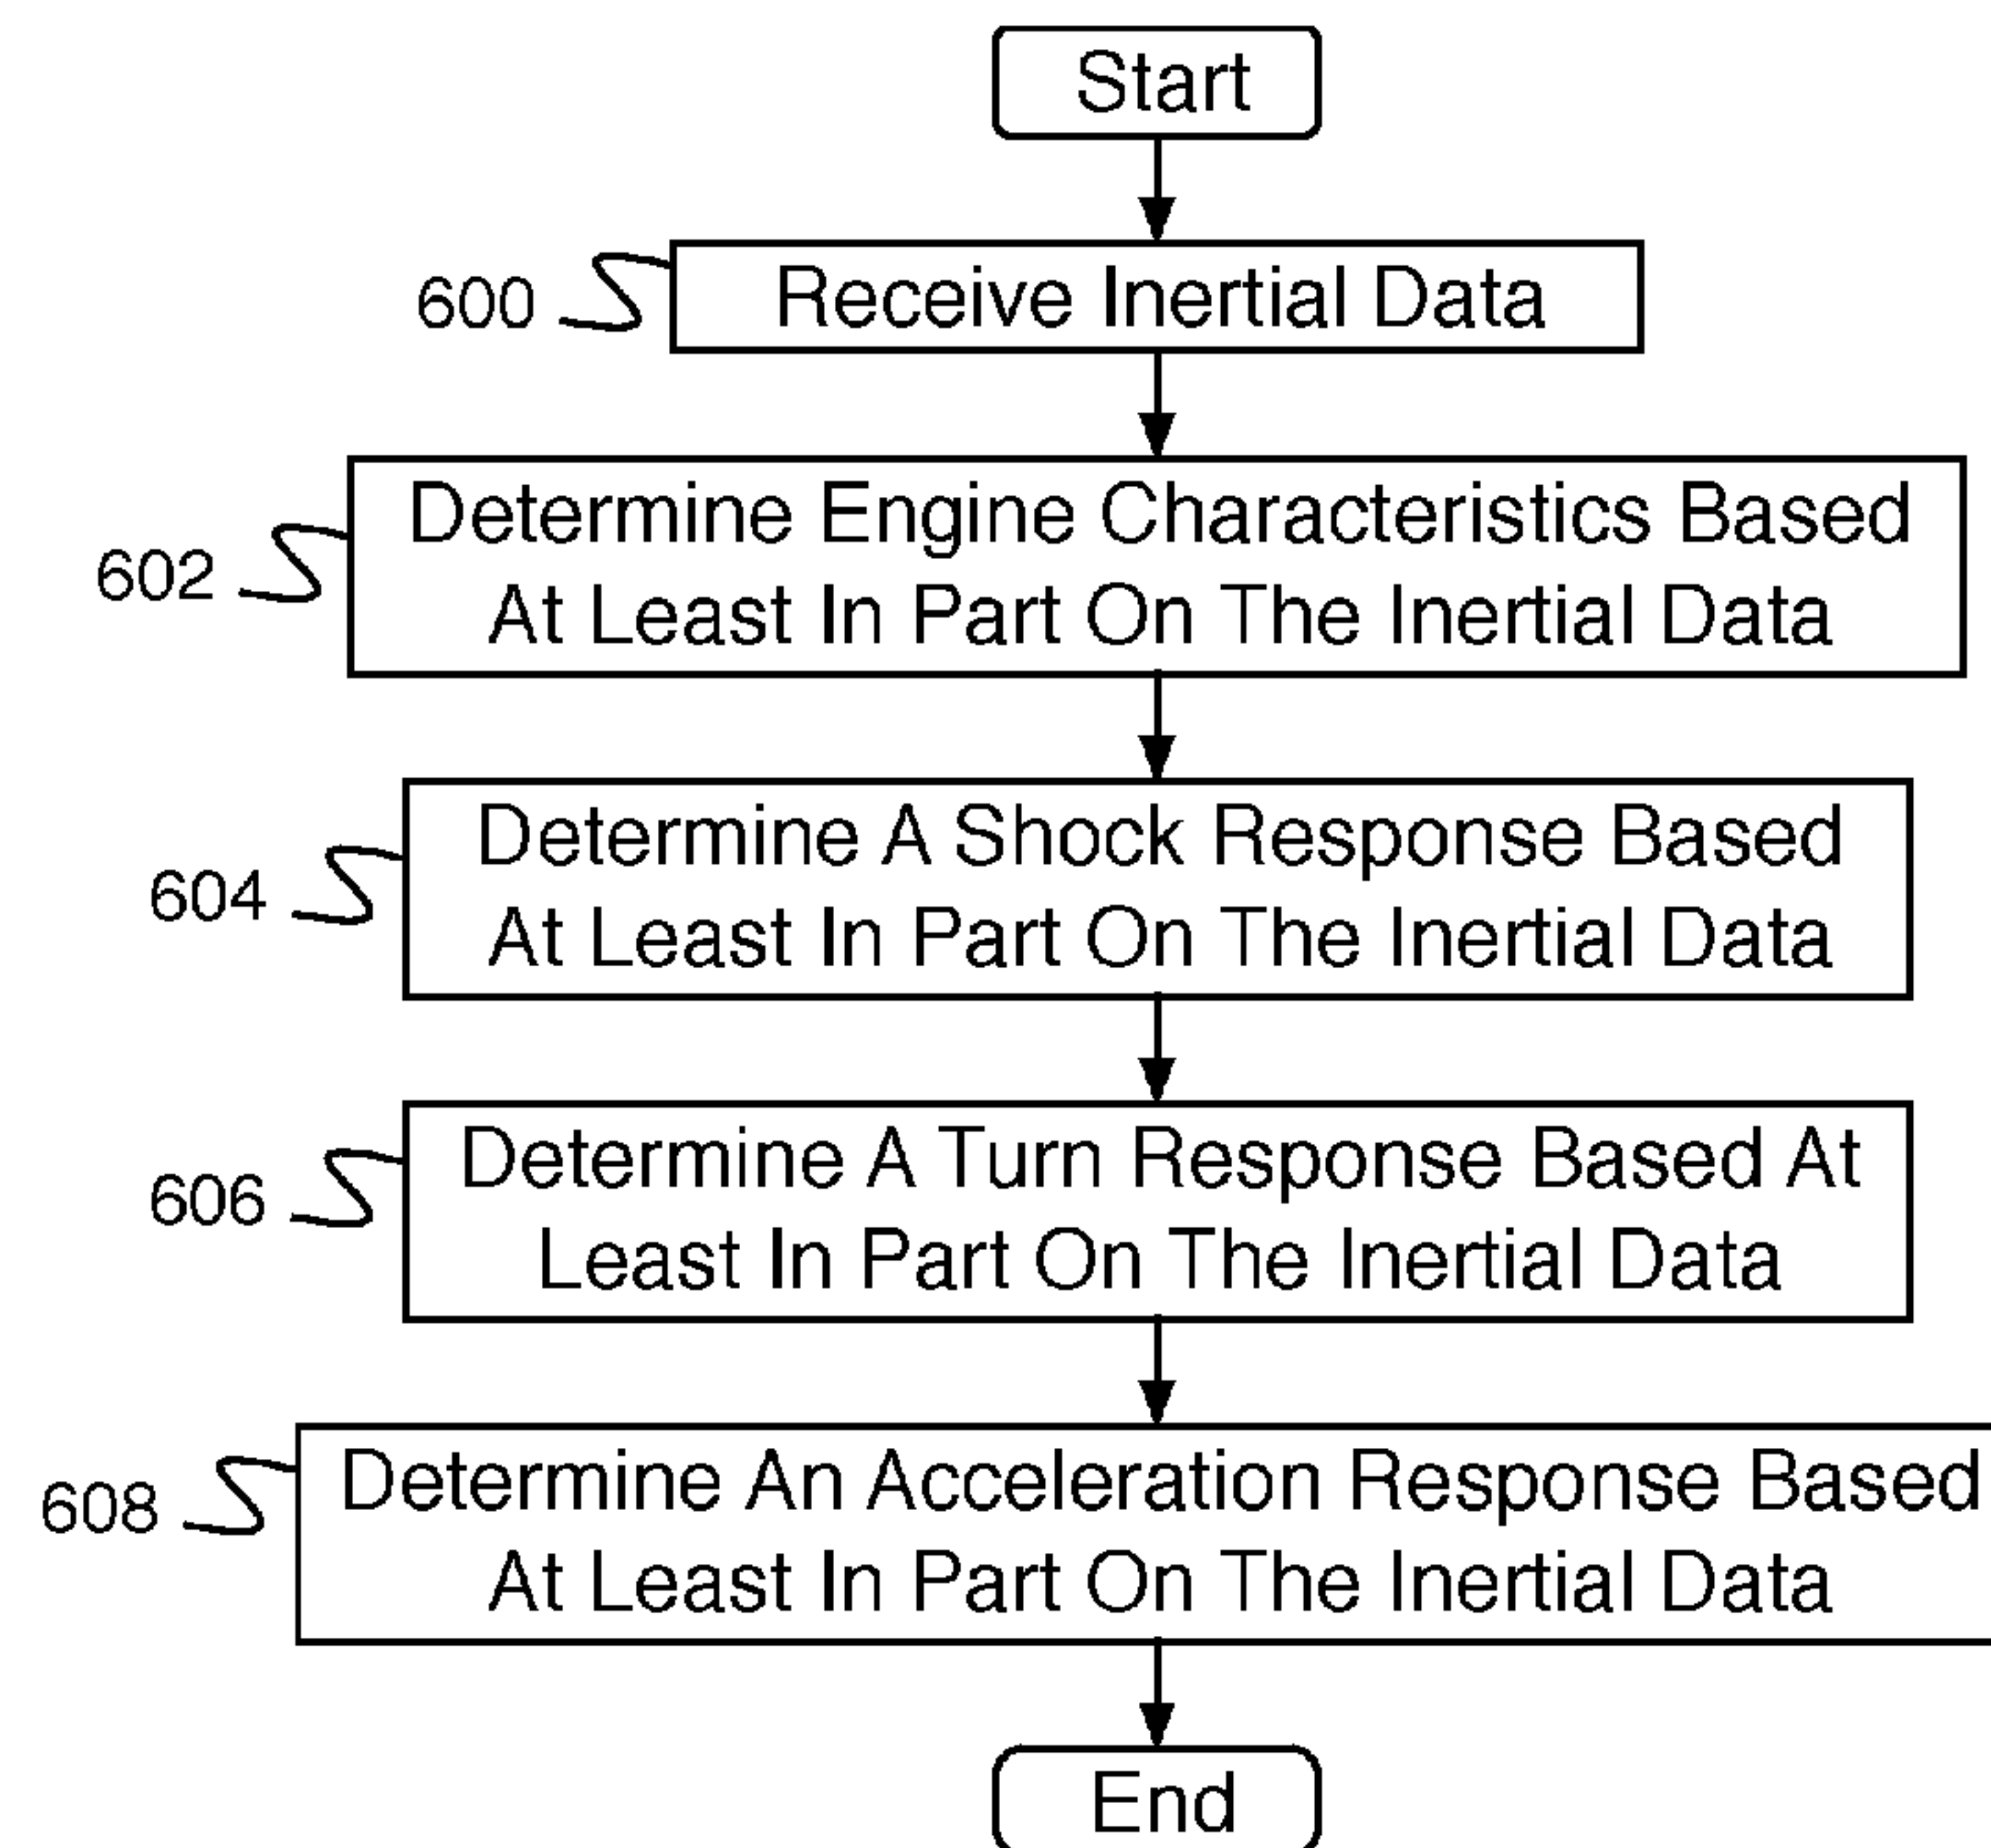 Start
600
Receive Inertial Data
602
Determine Engine Characteristics Based
At Least In Part On The Inertial Data
604
Determine A Shock Response Based
At Least In Part On The Inertial Data
606
Determine A Turn Response Based At
Least In Part On The Inertial Data
608
Determine An Acceleration Response Based
At Least In Part On The Inertial Data
End